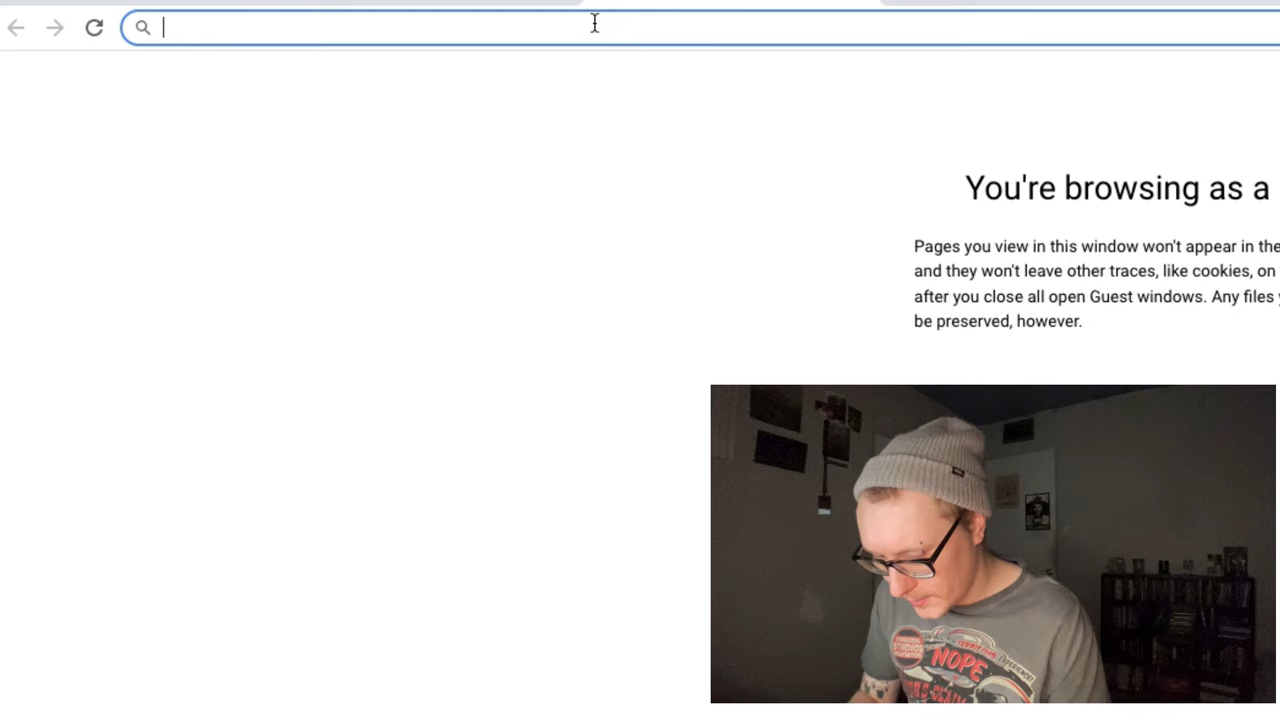 You're browsing as a
Pages you view in this window won't appear in the
and they won't leave other traces, like cookies, on
after you close all open Guest windows. Any files
be preserved, however.
STUDIOS
NOPE